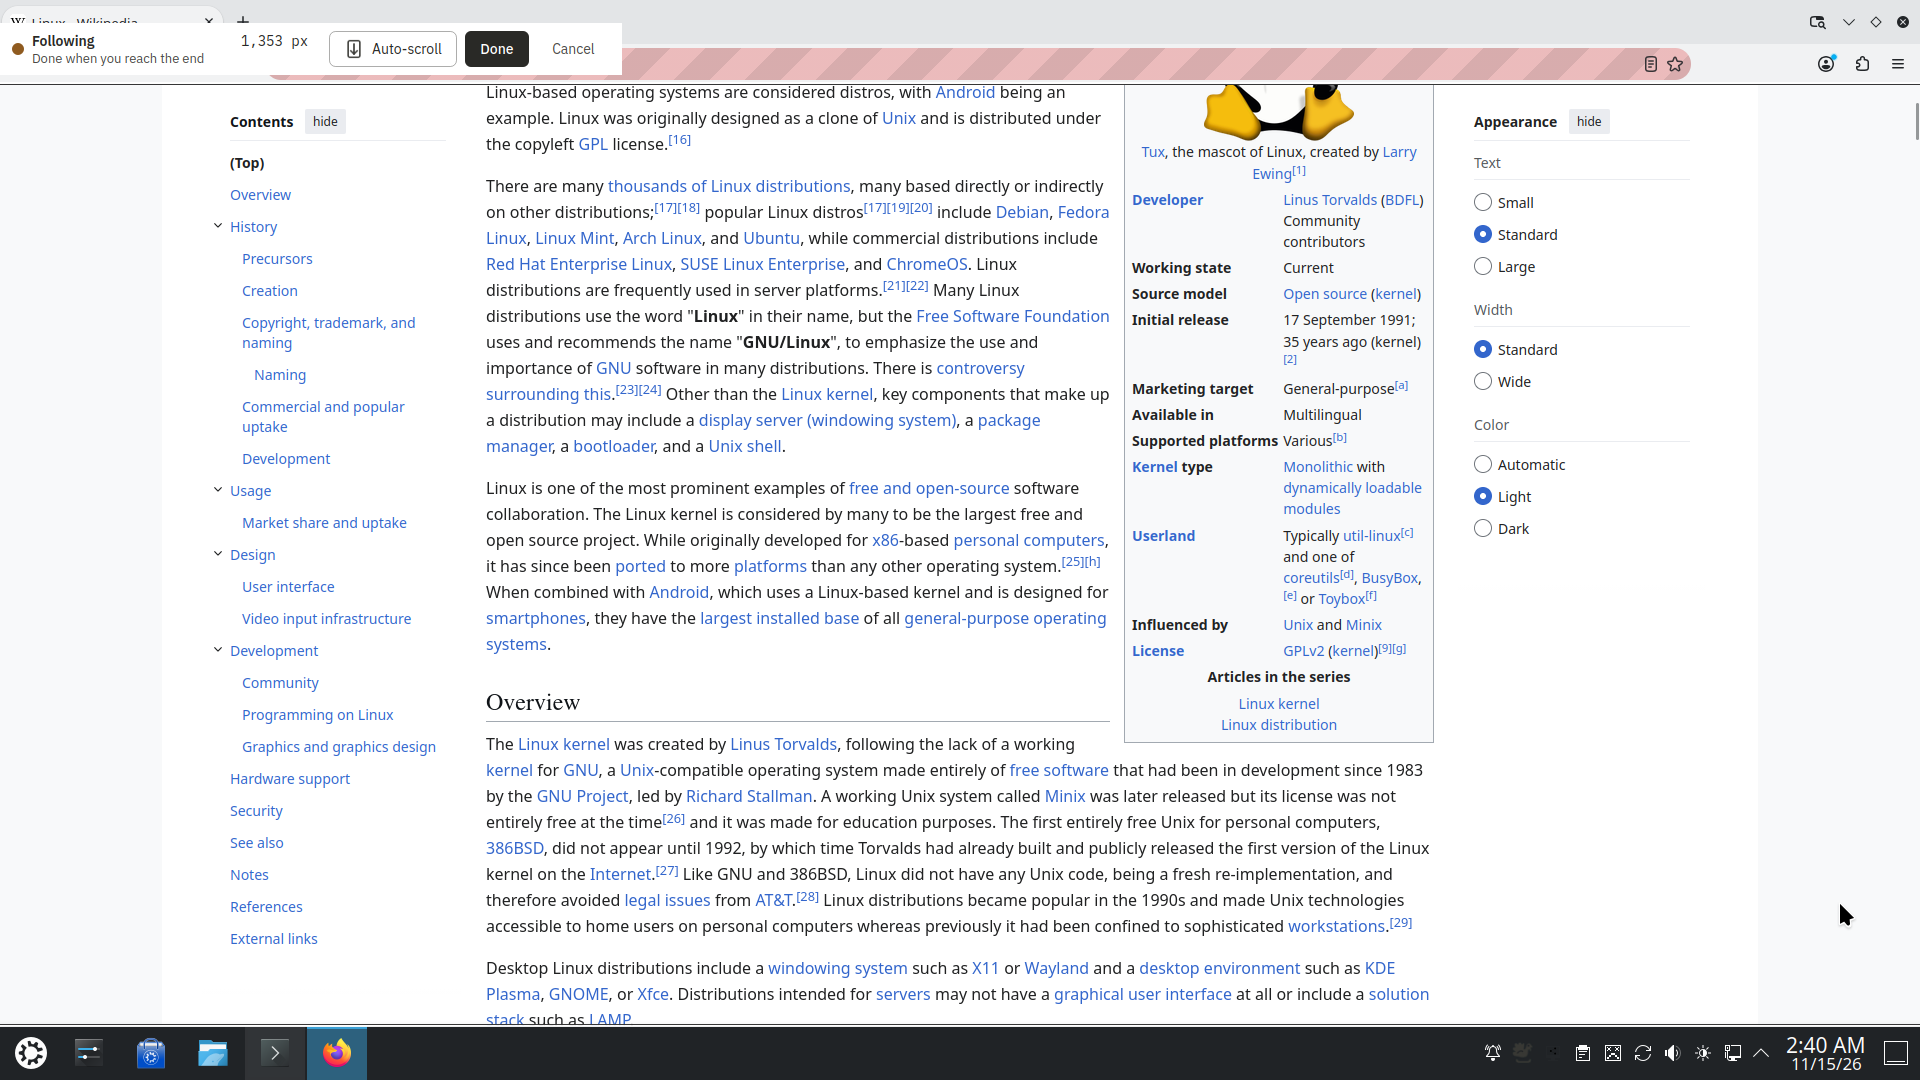 Linux - Wikipedia
Following
Done when you reach the end
1,353 px
Auto-scroll
Done
Cancel
Contents
hide
(Top)
Overview
History
Precursors
Creation
Copyright, trademark, and
naming
Naming
Commercial and popular
uptake
Development
Usage
Market share and uptake
Design
User interface
Video input infrastructure
Development
Community
Programming on Linux
Graphics and graphics design
Hardware support
Security
See also
Notes
References
External links
Linux-based operating systems are considered distros, with Android being an
example. Linux was originally designed as a clone of Unix and is distributed under
the copyleft GPL license.[16]
There are many thousands of Linux distributions, many based directly or indirectly
on other distributions;[17][18] popular Linux distros[17][19][20] include Debian, Fedora
Linux, Linux Mint, Arch Linux, and Ubuntu, while commercial distributions include
Red Hat Enterprise Linux, SUSE Linux Enterprise, and ChromeOS. Linux
distributions are frequently used in server platforms.[21][22] Many Linux
distributions use the word "Linux" in their name, but the Free Software Foundation
uses and recommends the name "GNU/Linux", to emphasize the use and
importance of GNU software in many distributions. There is controversy
surrounding this.[23][24] Other than the Linux kernel, key components that make up
a distribution may include a display server (windowing system), a package
manager, a bootloader, and a Unix shell.
Linux is one of the most prominent examples of free and open-source software
collaboration. The Linux kernel is considered by many to be the largest free and
open source project. While originally developed for x86-based personal computers,
it has since been ported to more platforms than any other operating system.[25][h]
When combined with Android, which uses a Linux-based kernel and is designed for
smartphones, they have the largest installed base of all general-purpose operating
systems.
Overview
The Linux kernel was created by Linus Torvalds, following the lack of a working
kernel for GNU, a Unix-compatible operating system made entirely of free software that had been in development since 1983
by the GNU Project, led by Richard Stallman. A working Unix system called Minix was later released but its license was not
entirely free at the time[26] and it was made for education purposes. The first entirely free Unix for personal computers,
386BSD, did not appear until 1992, by which time Torvalds had already built and publicly released the first version of the Linux
kernel on the Internet.[27] Like GNU and 386BSD, Linux did not have any Unix code, being a fresh re-implementation, and
therefore avoided legal issues from AT&T.[28] Linux distributions became popular in the 1990s and made Unix technologies
accessible to home users on personal computers whereas previously it had been confined to sophisticated workstations.[29]
Desktop Linux distributions include a windowing system such as X11 or Wayland and a desktop environment such as KDE
Plasma, GNOME, or Xfce. Distributions intended for servers may not have a graphical user interface at all or include a solution
stack such as LAMP.
Tux, the mascot of Linux, created by Larry
Ewing[1]
Developer Linus Torvalds (BDFL)
Community
contributors
Working state Current
Source model Open source (kernel)
Initial release 17 September 1991;
35 years ago (kernel)
[2]
Marketing target General-purpose[a]
Available in Multilingual
Supported platforms Various[b]
Kernel type Monolithic with
dynamically loadable
modules
Userland Typically util-linux[c]
and one of
coreutils[d], BusyBox,
[e] or Toybox[f]
Influenced by Unix and Minix
License GPLv2 (kernel)[9][g]
Articles in the series
Linux kernel
Linux distribution
Appearance
hide
Text
Small
Standard
Large
Width
Standard
Wide
Color
Automatic
Light
Dark
2:40 AM
11/15/26